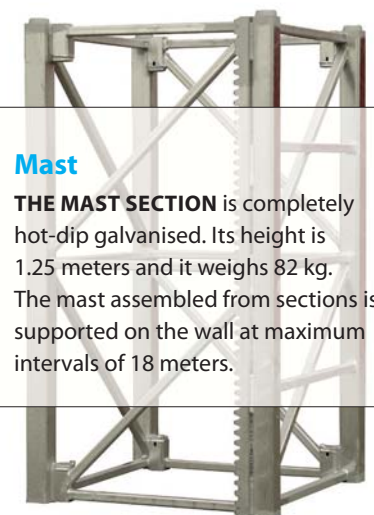 Mast
THE MAST SECTION is completely
hot-dip galvanised. Its height is
1.25 meters and it weighs 82 kg.
The mast assembled from sections is
supported on the wall at maximum
intervals of 18 meters.